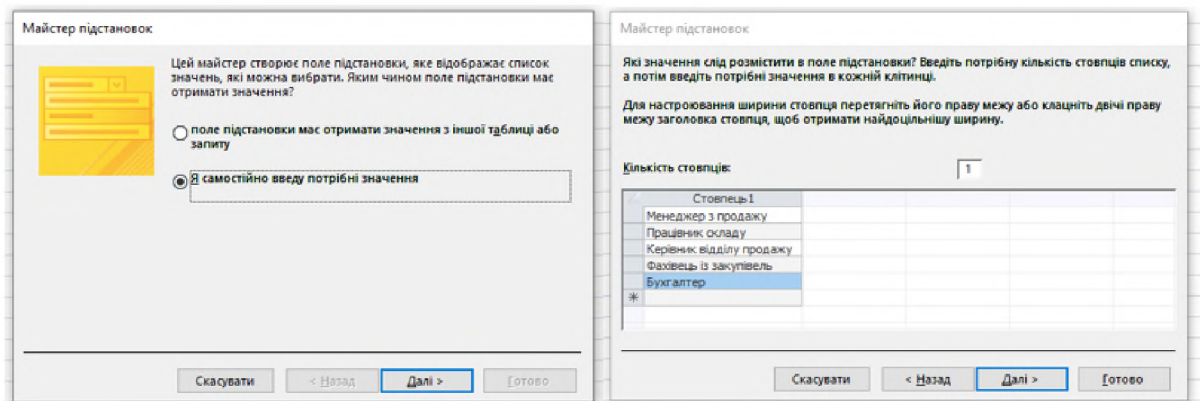 Майстер підстановок
Цей майстер створює поле підстановки, яке відображає список
значень, які можна вибрати. Яким чином поле підстановки має
отримати значення?
поле підстановки має отримати значення з іншої таблиці або
запиту
Я самостійно введу потрібні значення
Скасувати
< Назад
Далі >
Готово
Майстер підстановок
Які значення слід розмістити в поле підстановки? Введіть потрібну кількість стовпців списку,
а потім введіть потрібні значення в кожній клітинці.
Для настроювання ширини стовпця перетягніть його праву межу або клацніть двічі праву
межу заголовка стовпця, щоб отримати найдоцільнішу ширину.
Кількість стовпців:
1
Стовпець1
Менеджер з продажу
Працівник складу
Керівник відділу продажу
Фахівець із закупівель
Бухгалтер
Скасувати
< Назад
Далі >
Готово